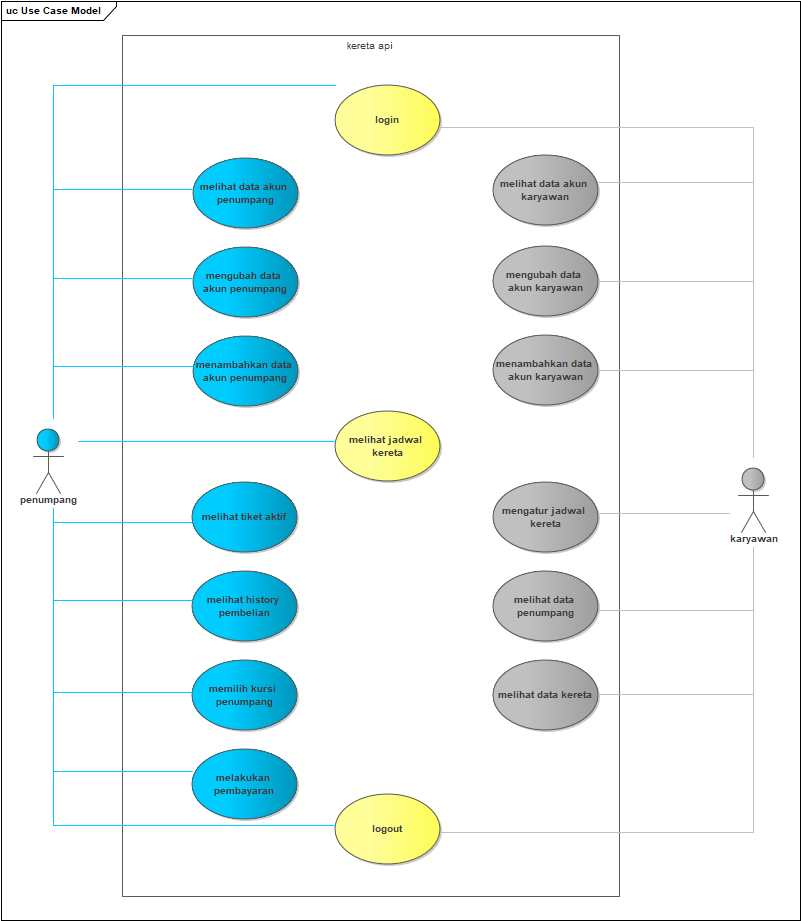 uc Use Case Model
kereta api
login
melihat data akun
penumpang
melihat data akun
karyawan
mengubah data
akun penumpang
mengubah data
akun karyawan
menambahkan data
akun penumpang
menambahkan data
akun karyawan
melihat jadwal
kereta
penumpang
melihat tiket aktif
mengatur jadwal
kereta
karyawan
melihat history
pembelian
melihat data
penumpang
memilih kursi
penumpang
melihat data kereta
melakukan
pembayaran
logout